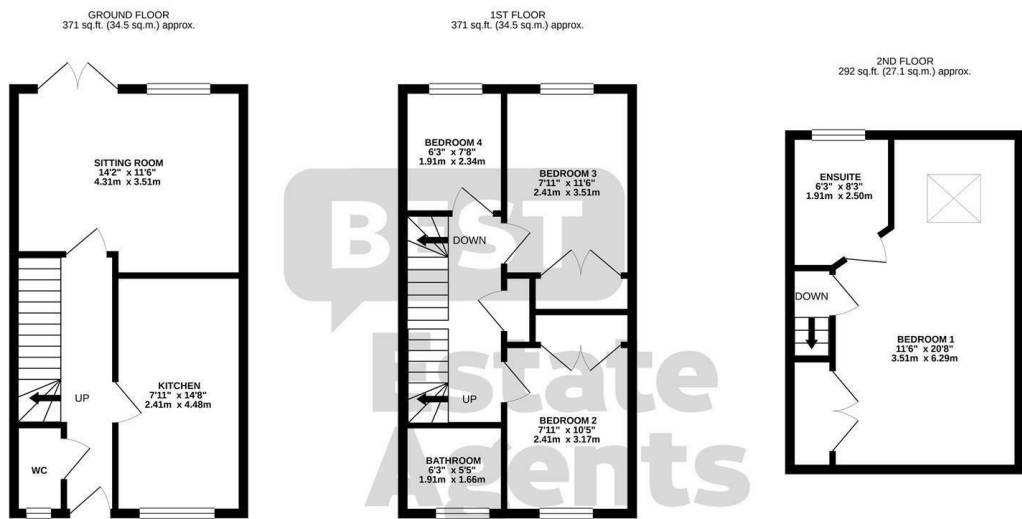 GROUND FLOOR
371 sq.ft. (34.5 sq.m.) approx.
SITTING ROOM
14'2" x 11'6"
4.31m x 3.51m
UP
KITCHEN
7'11" x 14'8"
2.41m x 4.48m
WC
1ST FLOOR
371 sq.ft. (34.5 sq.m.) approx.
BEDROOM 4
6'3" x 7'8"
1.91m x 2.34m
BEDROOM 3
7'11" x 11'6"
2.41m x 3.51m
DOWN
UP
BEDROOM 2
7'11" x 10'5"
2.41m x 3.17m
BATHROOM
6'3" x 5'5"
1.91m x 1.66m
BEST
Estate
Agents
2ND FLOOR
292 sq.ft. (27.1 sq.m.) approx.
ENSUITE
6'3" x 8'3"
1.91m x 2.50m
DOWN
BEDROOM 1
11'6" x 20'8"
3.51m x 6.29m